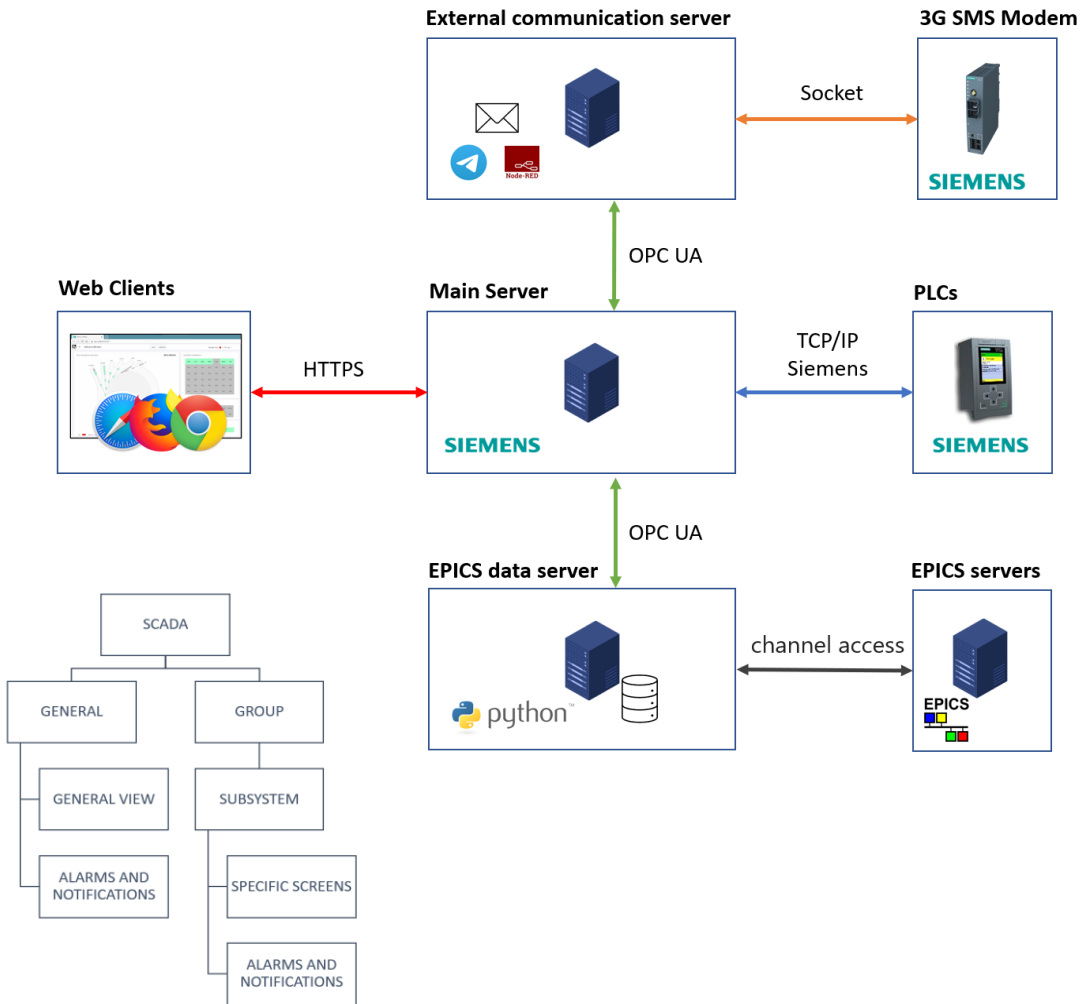 External communication server
3G SMS Modem
Socket
Node-RED
SIEMENS
OPC UA
Web Clients
Main Server
PLCs
HTTPS
TCP/IP
Siemens
SIEMENS
SIEMENS
OPC UA
EPICS data server
EPICS servers
channel access
python™
EPICS
SCADA
GENERAL
GROUP
GENERAL VIEW
SUBSYSTEM
ALARMS AND
NOTIFICATIONS
SPECIFIC SCREENS
ALARMS AND
NOTIFICATIONS